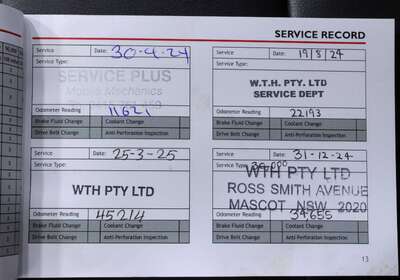 SERVICE RECORD
Service Date: 30-4-24
Service Type:
SERVICE PLUS
Mobile Mechanics
Odometer Reading
Brake Fluid Change Coolant Change
Drive Belt Change Anti-Perforation Inspection
Service Date: 19/8/24
Service Type:
W.T.H. PTY. LTD
SERVICE DEPT
Odometer Reading 22193
Brake Fluid Change Coolant Change
Drive Belt Change Anti-Perforation Inspection
Service Date: 25-3-25
Service Type:
WTH PTY LTD
Odometer Reading 45214
Brake Fluid Change Coolant Change
Drive Belt Change Anti-Perforation Inspection
Service Date: 31-12-24
Service Type: 30,000
WTH PTY LTD
ROSS SMITH AVENUE
MASCOT NSW 2020
Odometer Reading 34655
Brake Fluid Change Coolant Change
Drive Belt Change Anti-Perforation Inspection
13